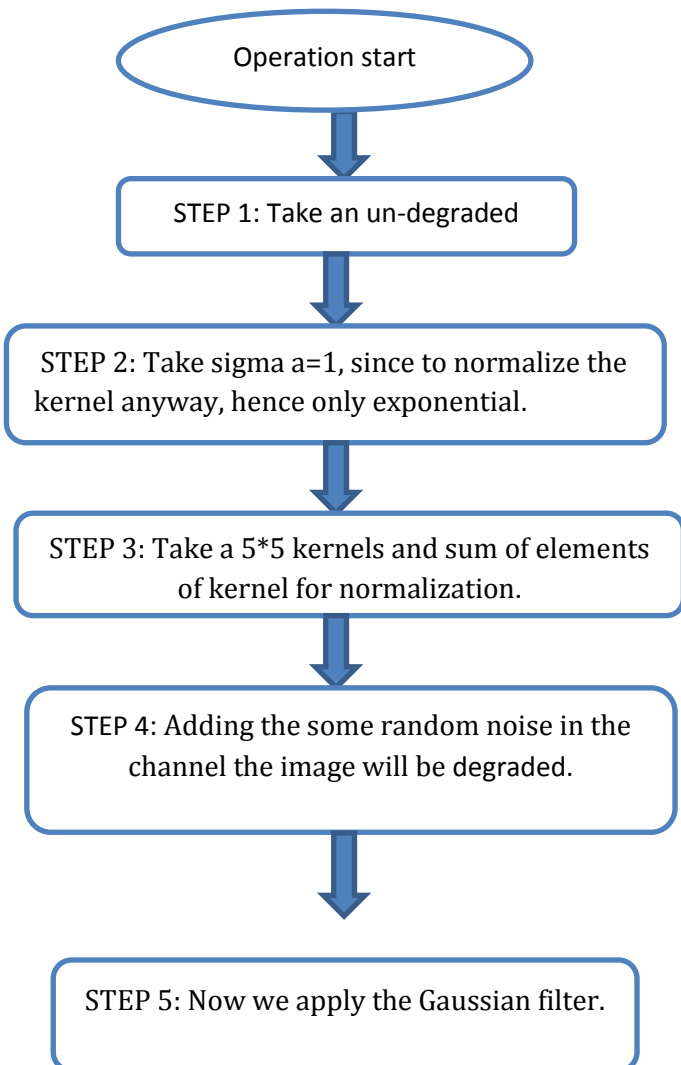 Operation start
STEP 1: Take an un-degraded
STEP 2: Take sigma a=1, since to normalize the
kernel anyway, hence only exponential.
STEP 3: Take a 5*5 kernels and sum of elements
of kernel for normalization.
STEP 4: Adding the some random noise in the
channel the image will be degraded.
STEP 5: Now we apply the Gaussian filter.